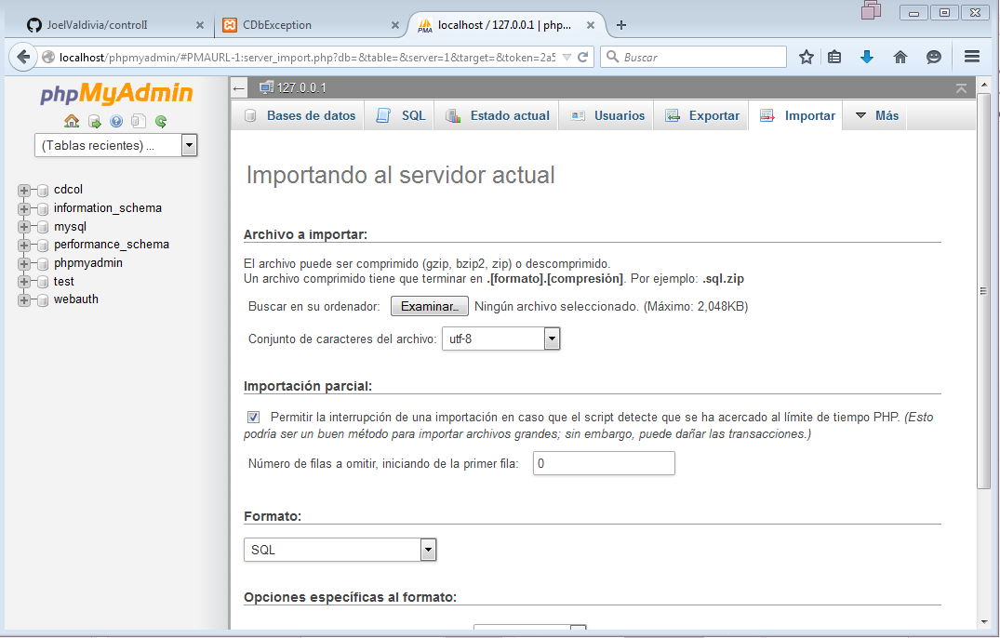 JoelValdivia/controlI
CDbException
localhost / 127.0.0.1 | php...
localhost/phpmyadmin/#PMAURL-1:server_import.php?db=&table=&server=1&target=&token=2a5
Buscar
phpMyAdmin
(Tablas recientes) ...
cdcol
information_schema
mysql
performance_schema
phpmyadmin
test
webauth
127.0.0.1
Bases de datos SQL Estado actual Usuarios Exportar Importar Más
Importando al servidor actual
Archivo a importar:
El archivo puede ser comprimido (gzip, bzip2, zip) o descomprimido.
Un archivo comprimido tiene que terminar en .[formato].[compresión]. Por ejemplo: .sql.zip
Buscar en su ordenador: Examinar... Ningún archivo seleccionado. (Máximo: 2,048KB)
Conjunto de caracteres del archivo: utf-8
Importación parcial:
Permitir la interrupción de una importación en caso que el script detecte que se ha acercado al límite de tiempo PHP. (Esto
podría ser un buen método para importar archivos grandes; sin embargo, puede dañar las transacciones.)
Número de filas a omitir, iniciando de la primer fila: 0
Formato:
SQL
Opciones específicas al formato: